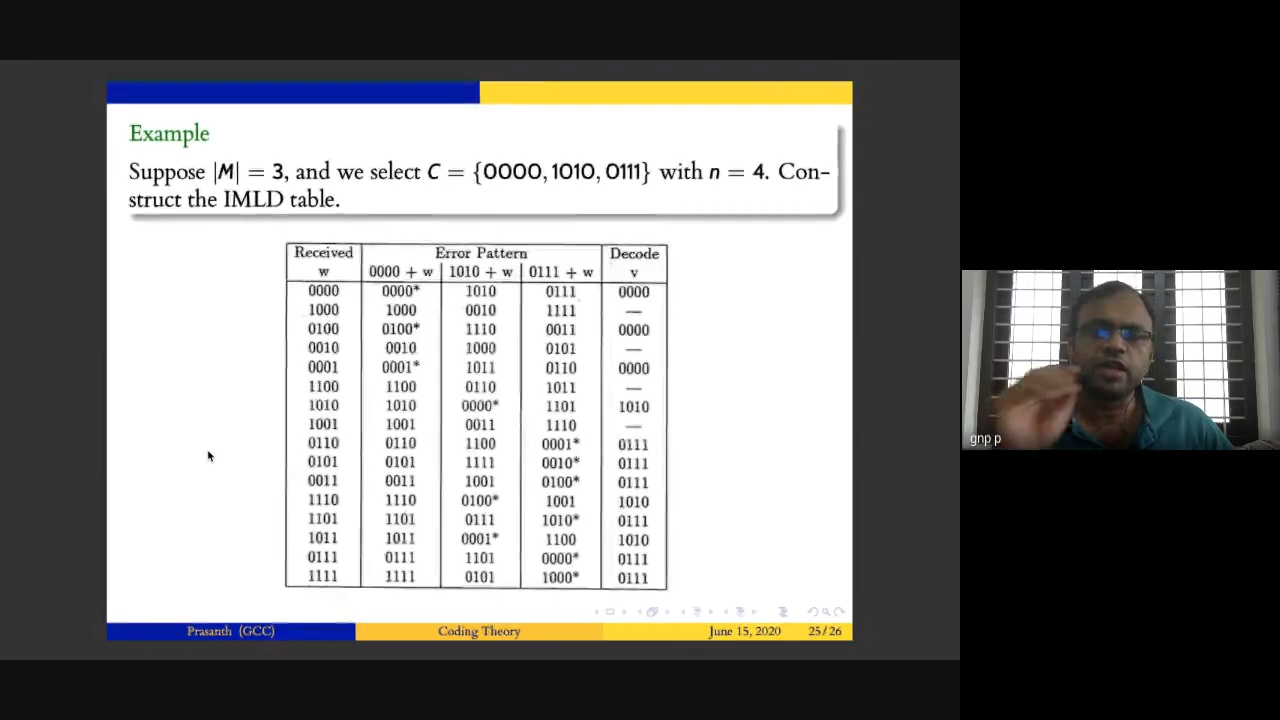 Example
Suppose |M| = 3, and we select C = {0000, 1010, 0111} with n = 4. Con-
struct the IMLD table.
Received Error Pattern Decode
w 0000 + w 1010 + w 0111 + w v
0000 0000* 1010 0111 0000
1000 1000 0010 1111 —
0100 0100* 1110 0011 0000
0010 0010 1000 0101 —
0001 0001* 1011 0110 0000
1100 1100 0110 1011 —
1010 1010 0000* 1101 1010
1001 1001 0011 1110 —
0110 0110 1100 0001* 0111
0101 0101 1111 0010* 0111
0011 0011 1001 0100* 0111
1110 1110 0100* 1001 1010
1101 1101 0111 1010* 0111
1011 1011 0001* 1100 1010
0111 0111 1101 0000* 0111
1111 1111 0101 1000* 0111
gnp p
Prasanth (GCC) Coding Theory June 15, 2020 25 / 26